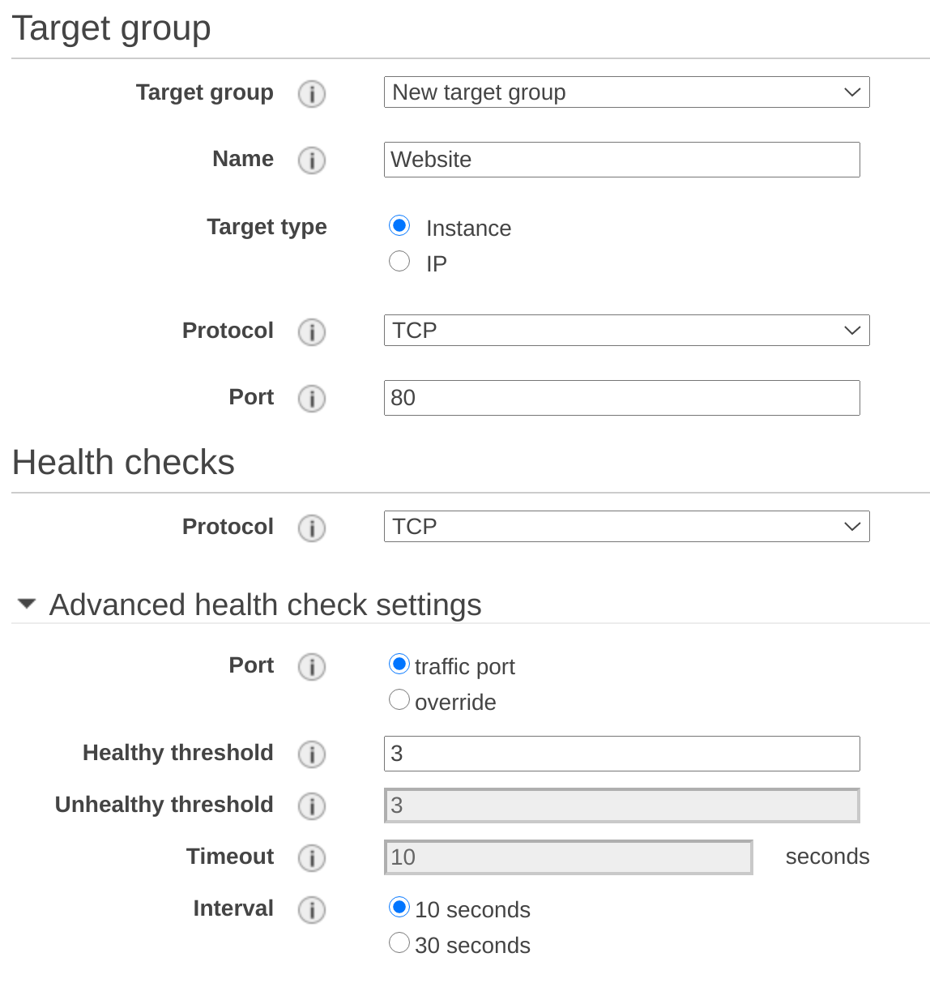 Target group
Target group i New target group
Name i Website
Target type Instance
IP
Protocol i TCP
Port i 80
Health checks
Protocol i TCP
Advanced health check settings
Port i traffic port
override
Healthy threshold i 3
Unhealthy threshold i 3
Timeout i 10 seconds
Interval i 10 seconds
30 seconds